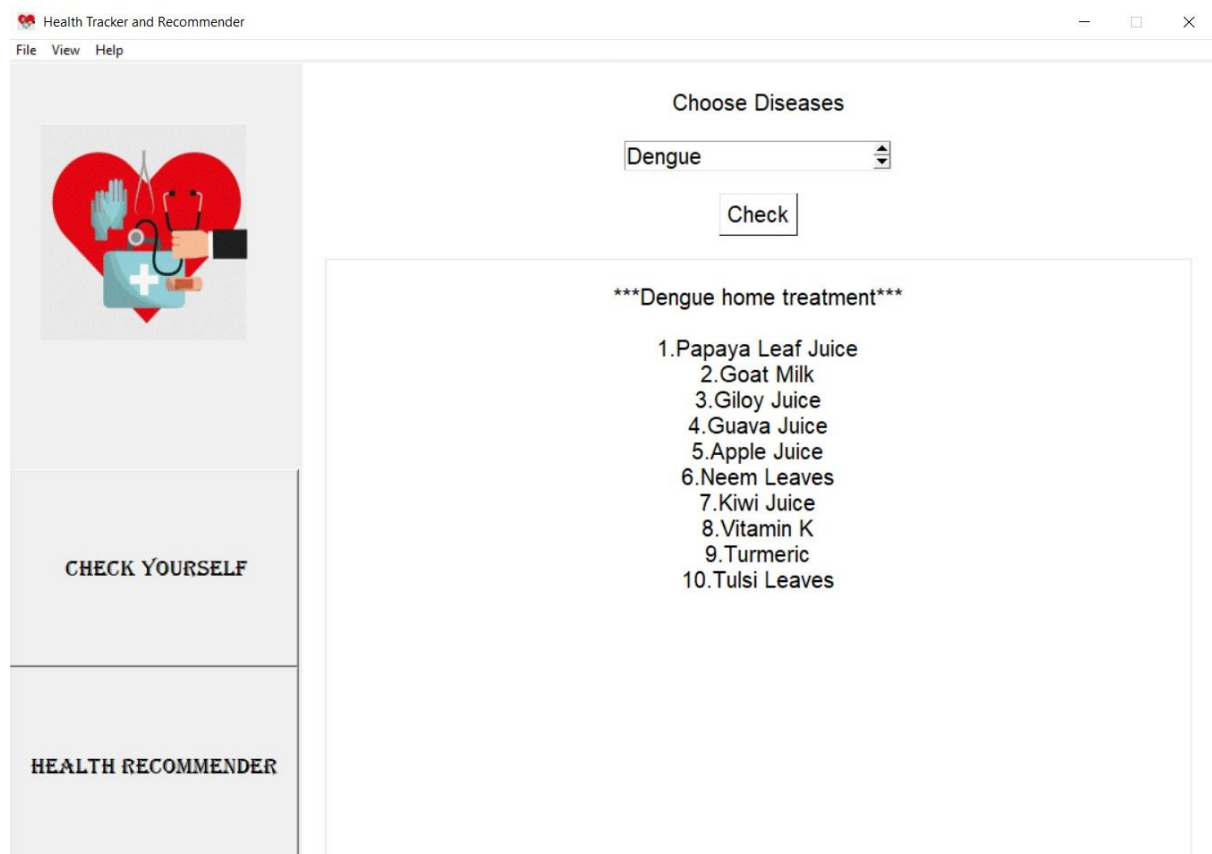 Health Tracker and Recommender
File View Help
Choose Diseases
Dengue
Check
***Dengue home treatment***
1.Papaya Leaf Juice
2.Goat Milk
3.Giloy Juice
4.Guava Juice
5.Apple Juice
6.Neem Leaves
7.Kiwi Juice
8.Vitamin K
9.Turmeric
10.Tulsi Leaves
CHECK YOURSELF
HEALTH RECOMMENDER